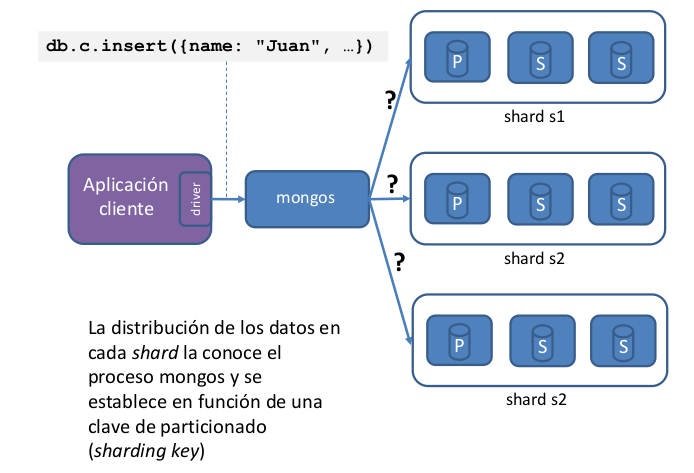 db.c.insert({name: "Juan", …})
P
S
S
shard s1
?
Aplicación
cliente
driver
mongos
?
P
S
S
shard s2
?
P
S
S
shard s2
La distribución de los datos en
cada shard la conoce el
proceso mongos y se
establece en función de una
clave de particionado
(sharding key)